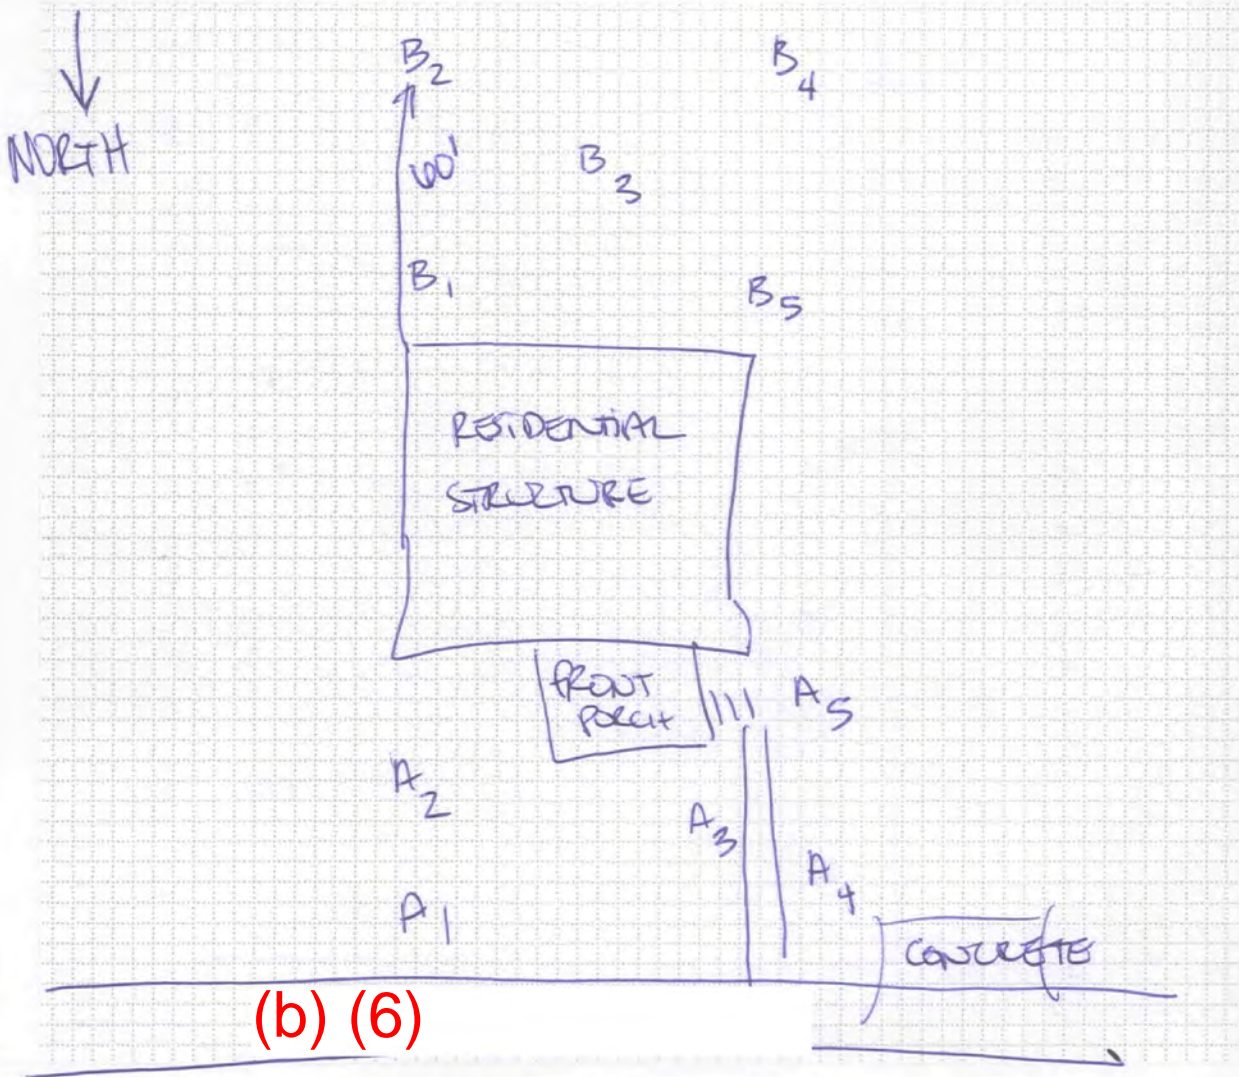 B2
B4
NORTH
60'
B3
B1
B5
RESIDENTIAL
STRUCTURE
FRONT
PORCH
A5
A2
A3
A4
A1
CONCRETE
(b) (6)